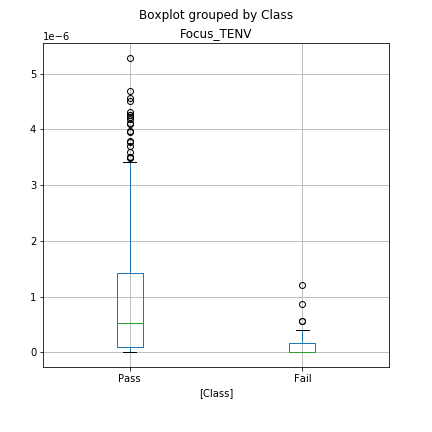 Boxplot grouped by Class
Focus_TENV
1e−6
5
4
3
2
1
0
Pass Fail
[Class]